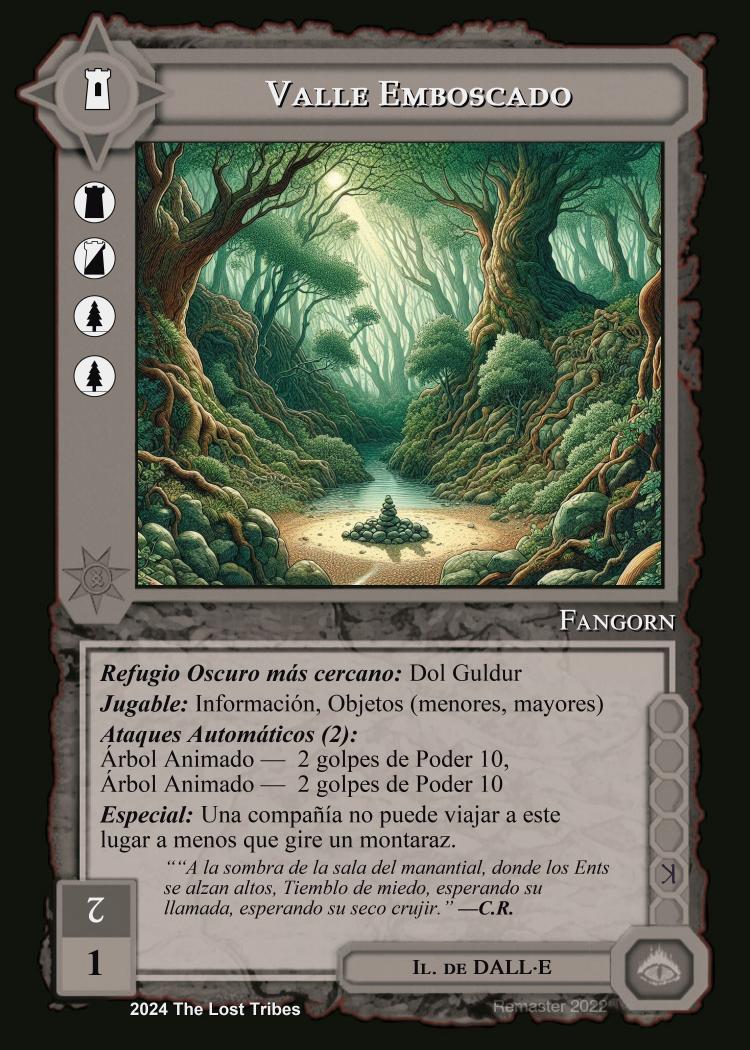 Valle Emboscado
Fangorn
Refugio Oscuro más cercano: Dol Guldur
Jugable: Información, Objetos (menores, mayores)
Ataques Automáticos (2):
Árbol Animado — 2 golpes de Poder 10,
Árbol Animado — 2 golpes de Poder 10
Especial: Una compañía no puede viajar a este
lugar a menos que gire un montaraz.
““A la sombra de la sala del manantial, donde los Ents
se alzan altos, Tiemblo de miedo, esperando su
llamada, esperando su seco crujir.” —C.R.
K
2
1
Il. de DALL·E
2024 The Lost Tribes
Remaster 2022